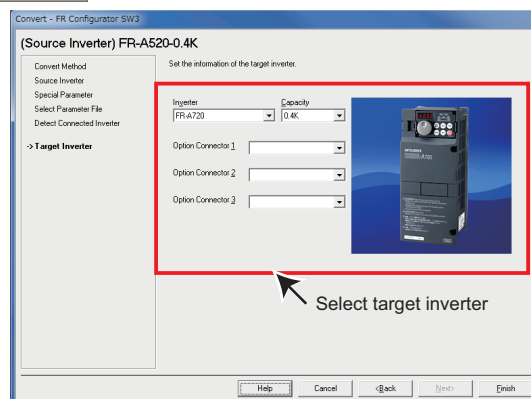 Convert - FR Configurator SW3
(Source Inverter) FR-A520-0.4K
Convert Method
Source Inverter
Special Parameter
Select Parameter File
Detect Connected Inverter
-> Target Inverter
Set the information of the target inverter.
Inverter Capacity
FR-A720 0.4K
Option Connector 1
Option Connector 2
Option Connector 3
A700
Select target inverter
Help Cancel <Back Next> Finish